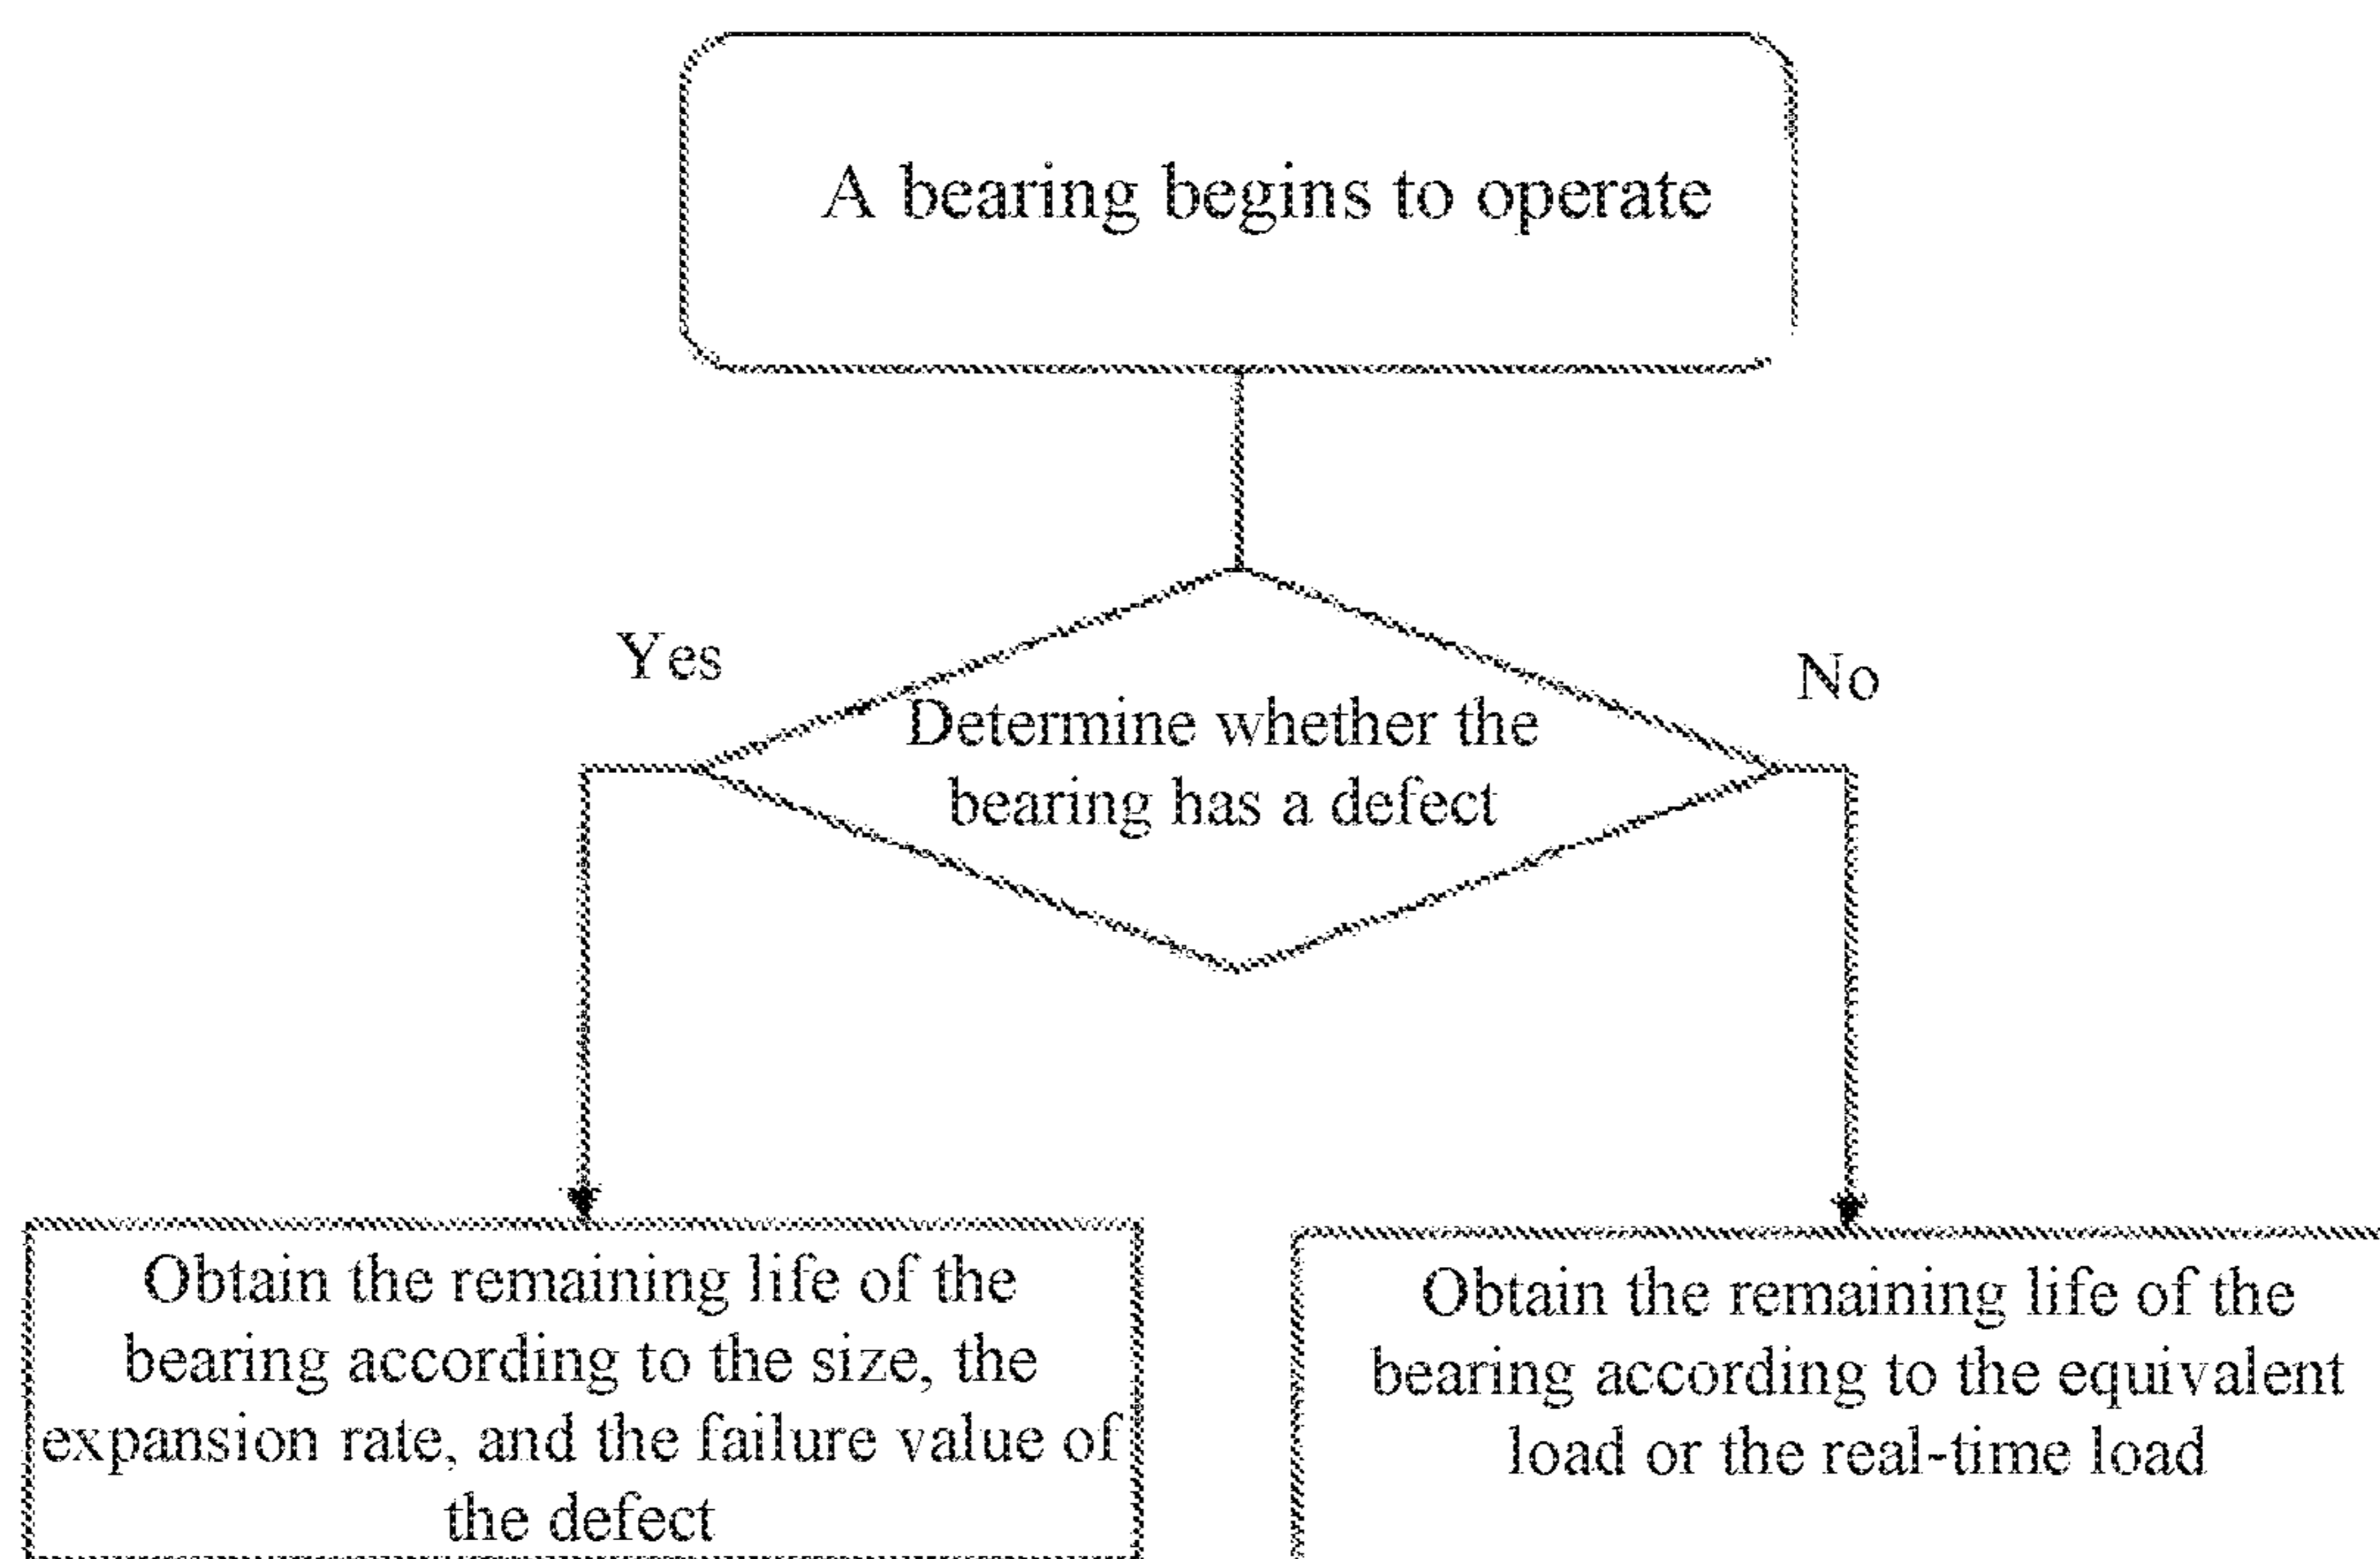 A bearing begins to operate
Yes
No
Determine whether the
bearing has a defect
Obtain the remaining life of the
bearing according to the size, the
expansion rate, and the failure value of
the defect
Obtain the remaining life of the
bearing according to the equivalent
load or the real-time load